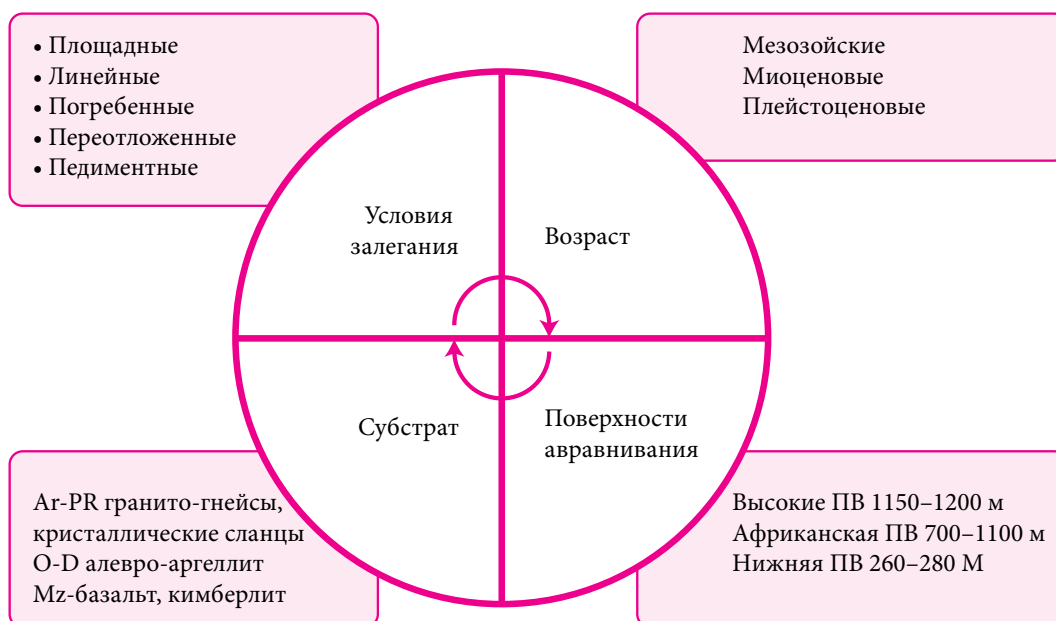 • Площадные
• Линейные
• Погребенные
• Переотложенные
• Педиментные
Мезозойские
Миоценовые
Плейстоценовые
Условия
залегания
Возраст
Субстрат
Поверхности
авравнивания
Ar-PR гранито-гнейсы,
кристаллические сланцы
O-D алевро-аргеллит
Mz-базальт, кимберлит
Высокие ПВ 1150–1200 м
Африканская ПВ 700–1100 м
Нижняя ПВ 260–280 М